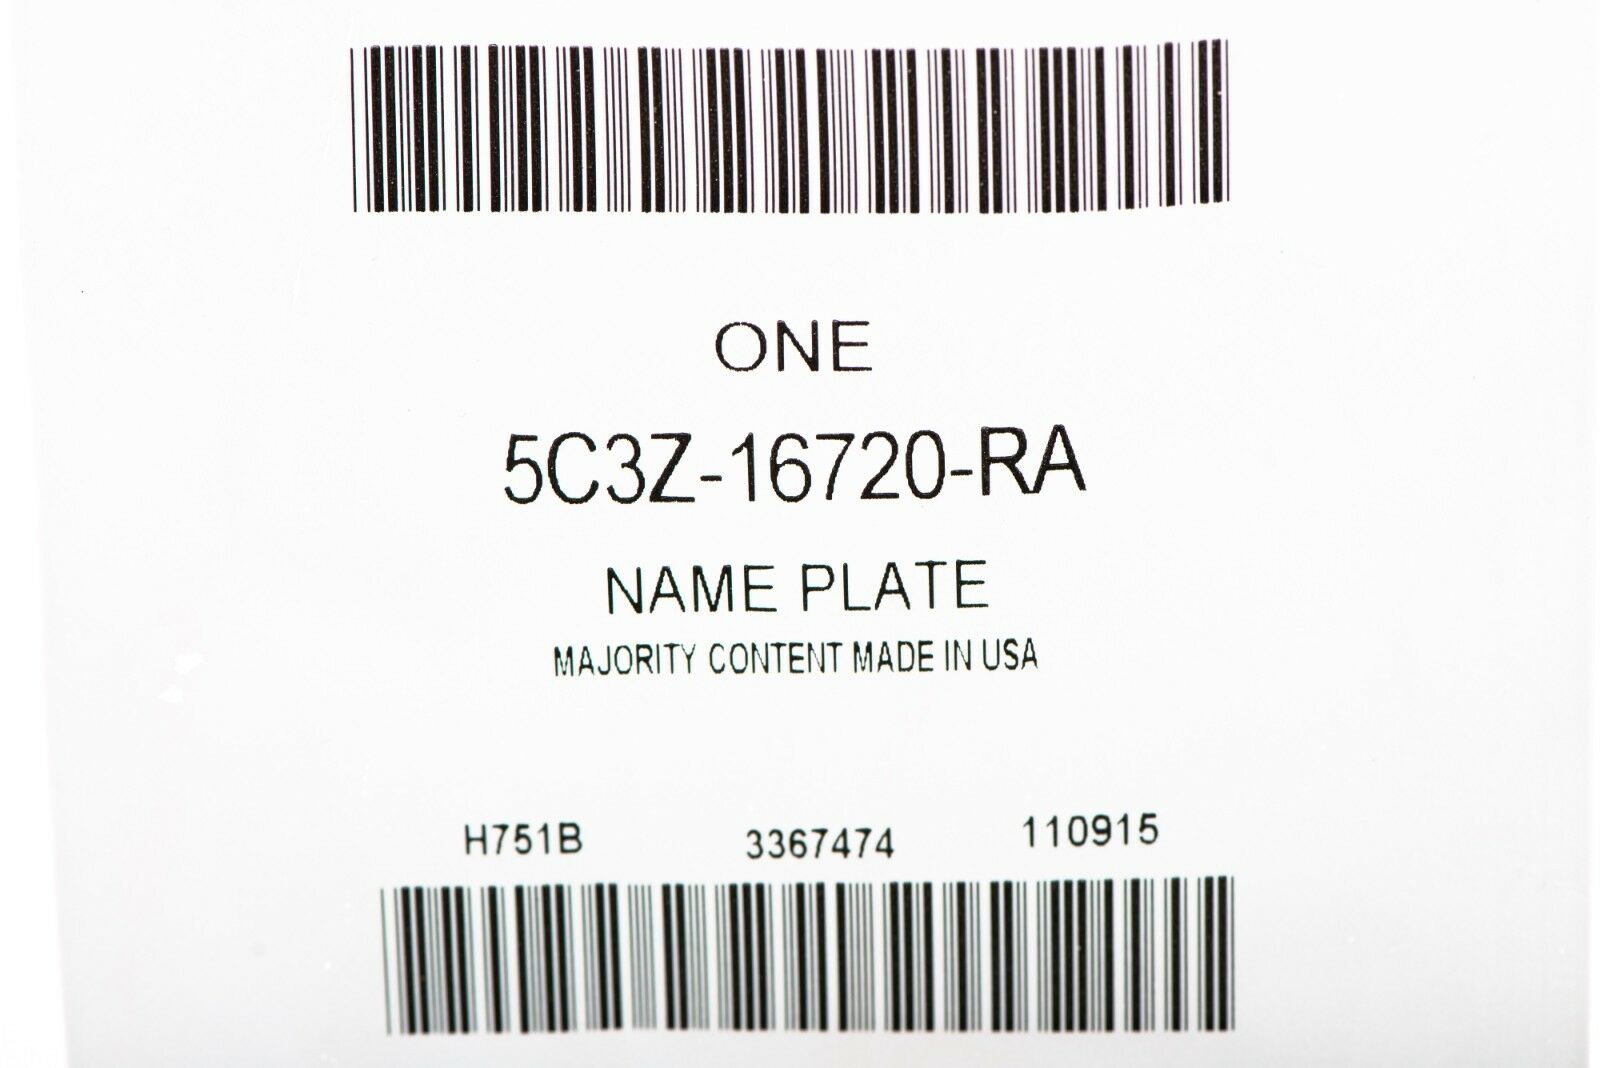 ONE
5C3Z-16720-RA
NAME PLATE
MAJORITY CONTENT MADE IN USA
H751B 3367474 110915